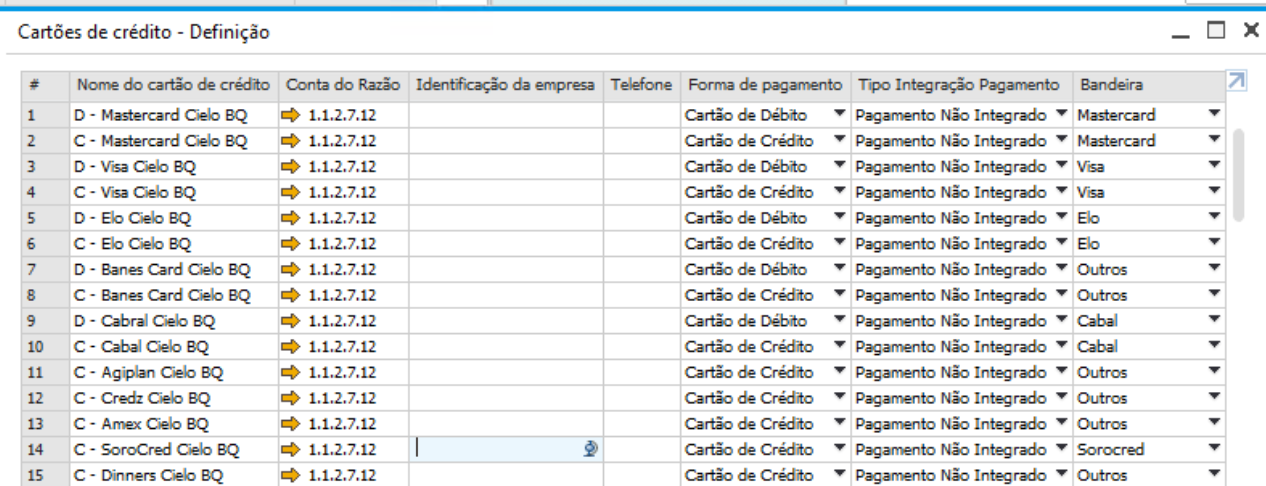 Cartões de crédito - Definição
# Nome do cartão de crédito Conta do Razão Identificação da empresa Telefone Forma de pagamento Tipo Integração Pagamento Bandeira
1 D - Mastercard Cielo BQ 1.1.2.7.12 Cartão de Débito Pagamento Não Integrado Mastercard
2 C - Mastercard Cielo BQ 1.1.2.7.12 Cartão de Crédito Pagamento Não Integrado Mastercard
3 D - Visa Cielo BQ 1.1.2.7.12 Cartão de Débito Pagamento Não Integrado Visa
4 C - Visa Cielo BQ 1.1.2.7.12 Cartão de Crédito Pagamento Não Integrado Visa
5 D - Elo Cielo BQ 1.1.2.7.12 Cartão de Débito Pagamento Não Integrado Elo
6 C - Elo Cielo BQ 1.1.2.7.12 Cartão de Crédito Pagamento Não Integrado Elo
7 D - Banes Card Cielo BQ 1.1.2.7.12 Cartão de Débito Pagamento Não Integrado Outros
8 C - Banes Card Cielo BQ 1.1.2.7.12 Cartão de Crédito Pagamento Não Integrado Outros
9 D - Cabral Cielo BQ 1.1.2.7.12 Cartão de Débito Pagamento Não Integrado Cabal
10 C - Cabal Cielo BQ 1.1.2.7.12 Cartão de Crédito Pagamento Não Integrado Cabal
11 C - Agiplan Cielo BQ 1.1.2.7.12 Cartão de Crédito Pagamento Não Integrado Outros
12 C - Credz Cielo BQ 1.1.2.7.12 Cartão de Crédito Pagamento Não Integrado Outros
13 C - Amex Cielo BQ 1.1.2.7.12 Cartão de Crédito Pagamento Não Integrado Outros
14 C - SoroCred Cielo BQ 1.1.2.7.12 Cartão de Crédito Pagamento Não Integrado Sorocred
15 C - Dinners Cielo BQ 1.1.2.7.12 Cartão de Crédito Pagamento Não Integrado Outros